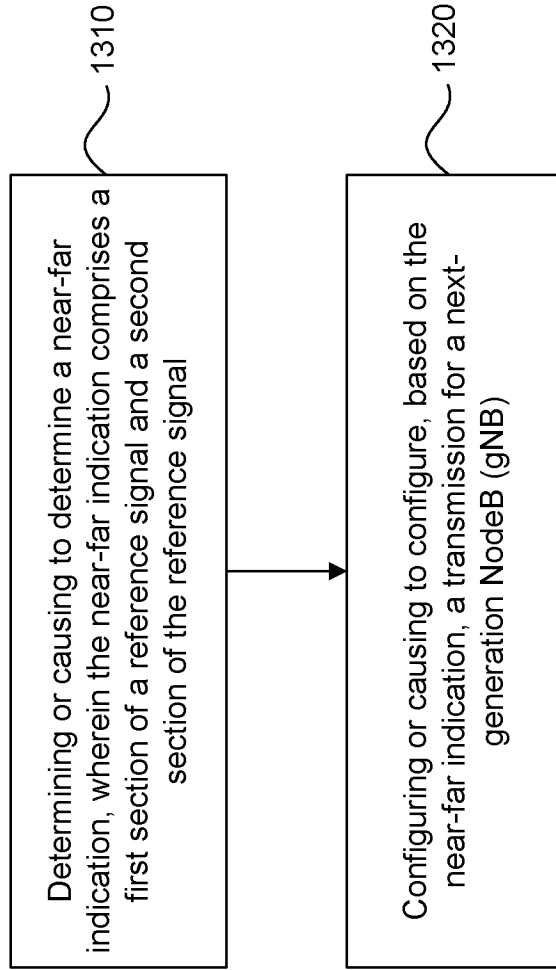 Determining or causing to determine a near-far
indication, wherein the near-far indication comprises a
first section of a reference signal and a second
section of the reference signal
1310
Configuring or causing to configure, based on the
near-far indication, a transmission for a next-
generation NodeB (gNB)
1320